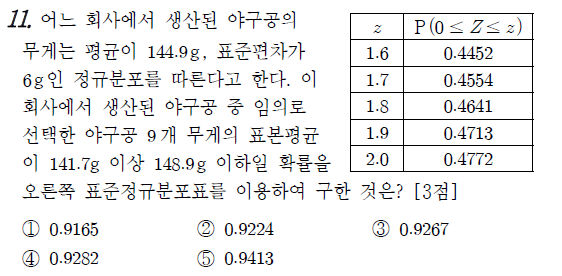 11. 어느 회사에서 생산된 야구공의
무게는 평균이 144.9g, 표준편차가
6g인 정규분포를 따른다고 한다. 이
회사에서 생산된 야구공 중 임의로
선택한 야구공 9개 무게의 표본평균
이 141.7g 이상 148.9g 이하일 확률을
오른쪽 표준정규분포표를 이용하여 구한 것은? [3점]
z P(0≤Z≤z)
1.6 0.4452
1.7 0.4554
1.8 0.4641
1.9 0.4713
2.0 0.4772
① 0.9165 ② 0.9224 ③ 0.9267
④ 0.9282 ⑤ 0.9413